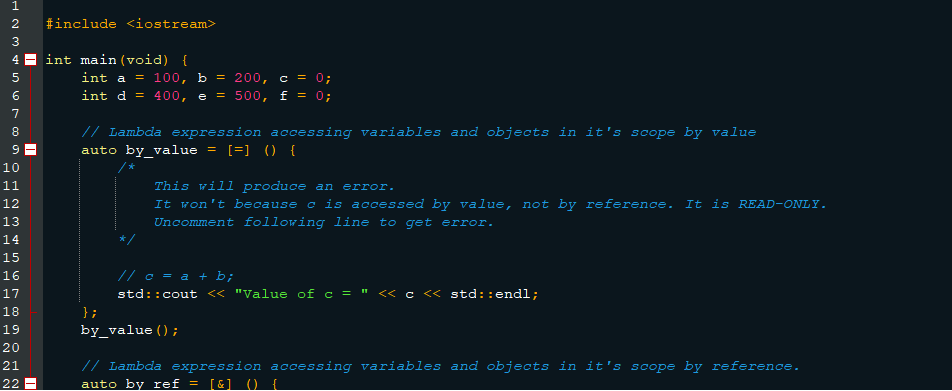 1
2 #include <iostream>
3
4 int main(void) {
5 int a = 100, b = 200, c = 0;
6 int d = 400, e = 500, f = 0;
7
8 // Lambda expression accessing variables and objects in it's scope by value
9 auto by_value = [=] () {
10 /*
11 This will produce an error.
12 It won't because c is accessed by value, not by reference. It is READ-ONLY.
13 Uncomment following line to get error.
14 */
15
16 // c = a + b;
17 std::cout << "Value of c = " << c << std::endl;
18 };
19 by_value();
20
21 // Lambda expression accessing variables and objects in it's scope by reference.
22 auto by_ref = [&] () {